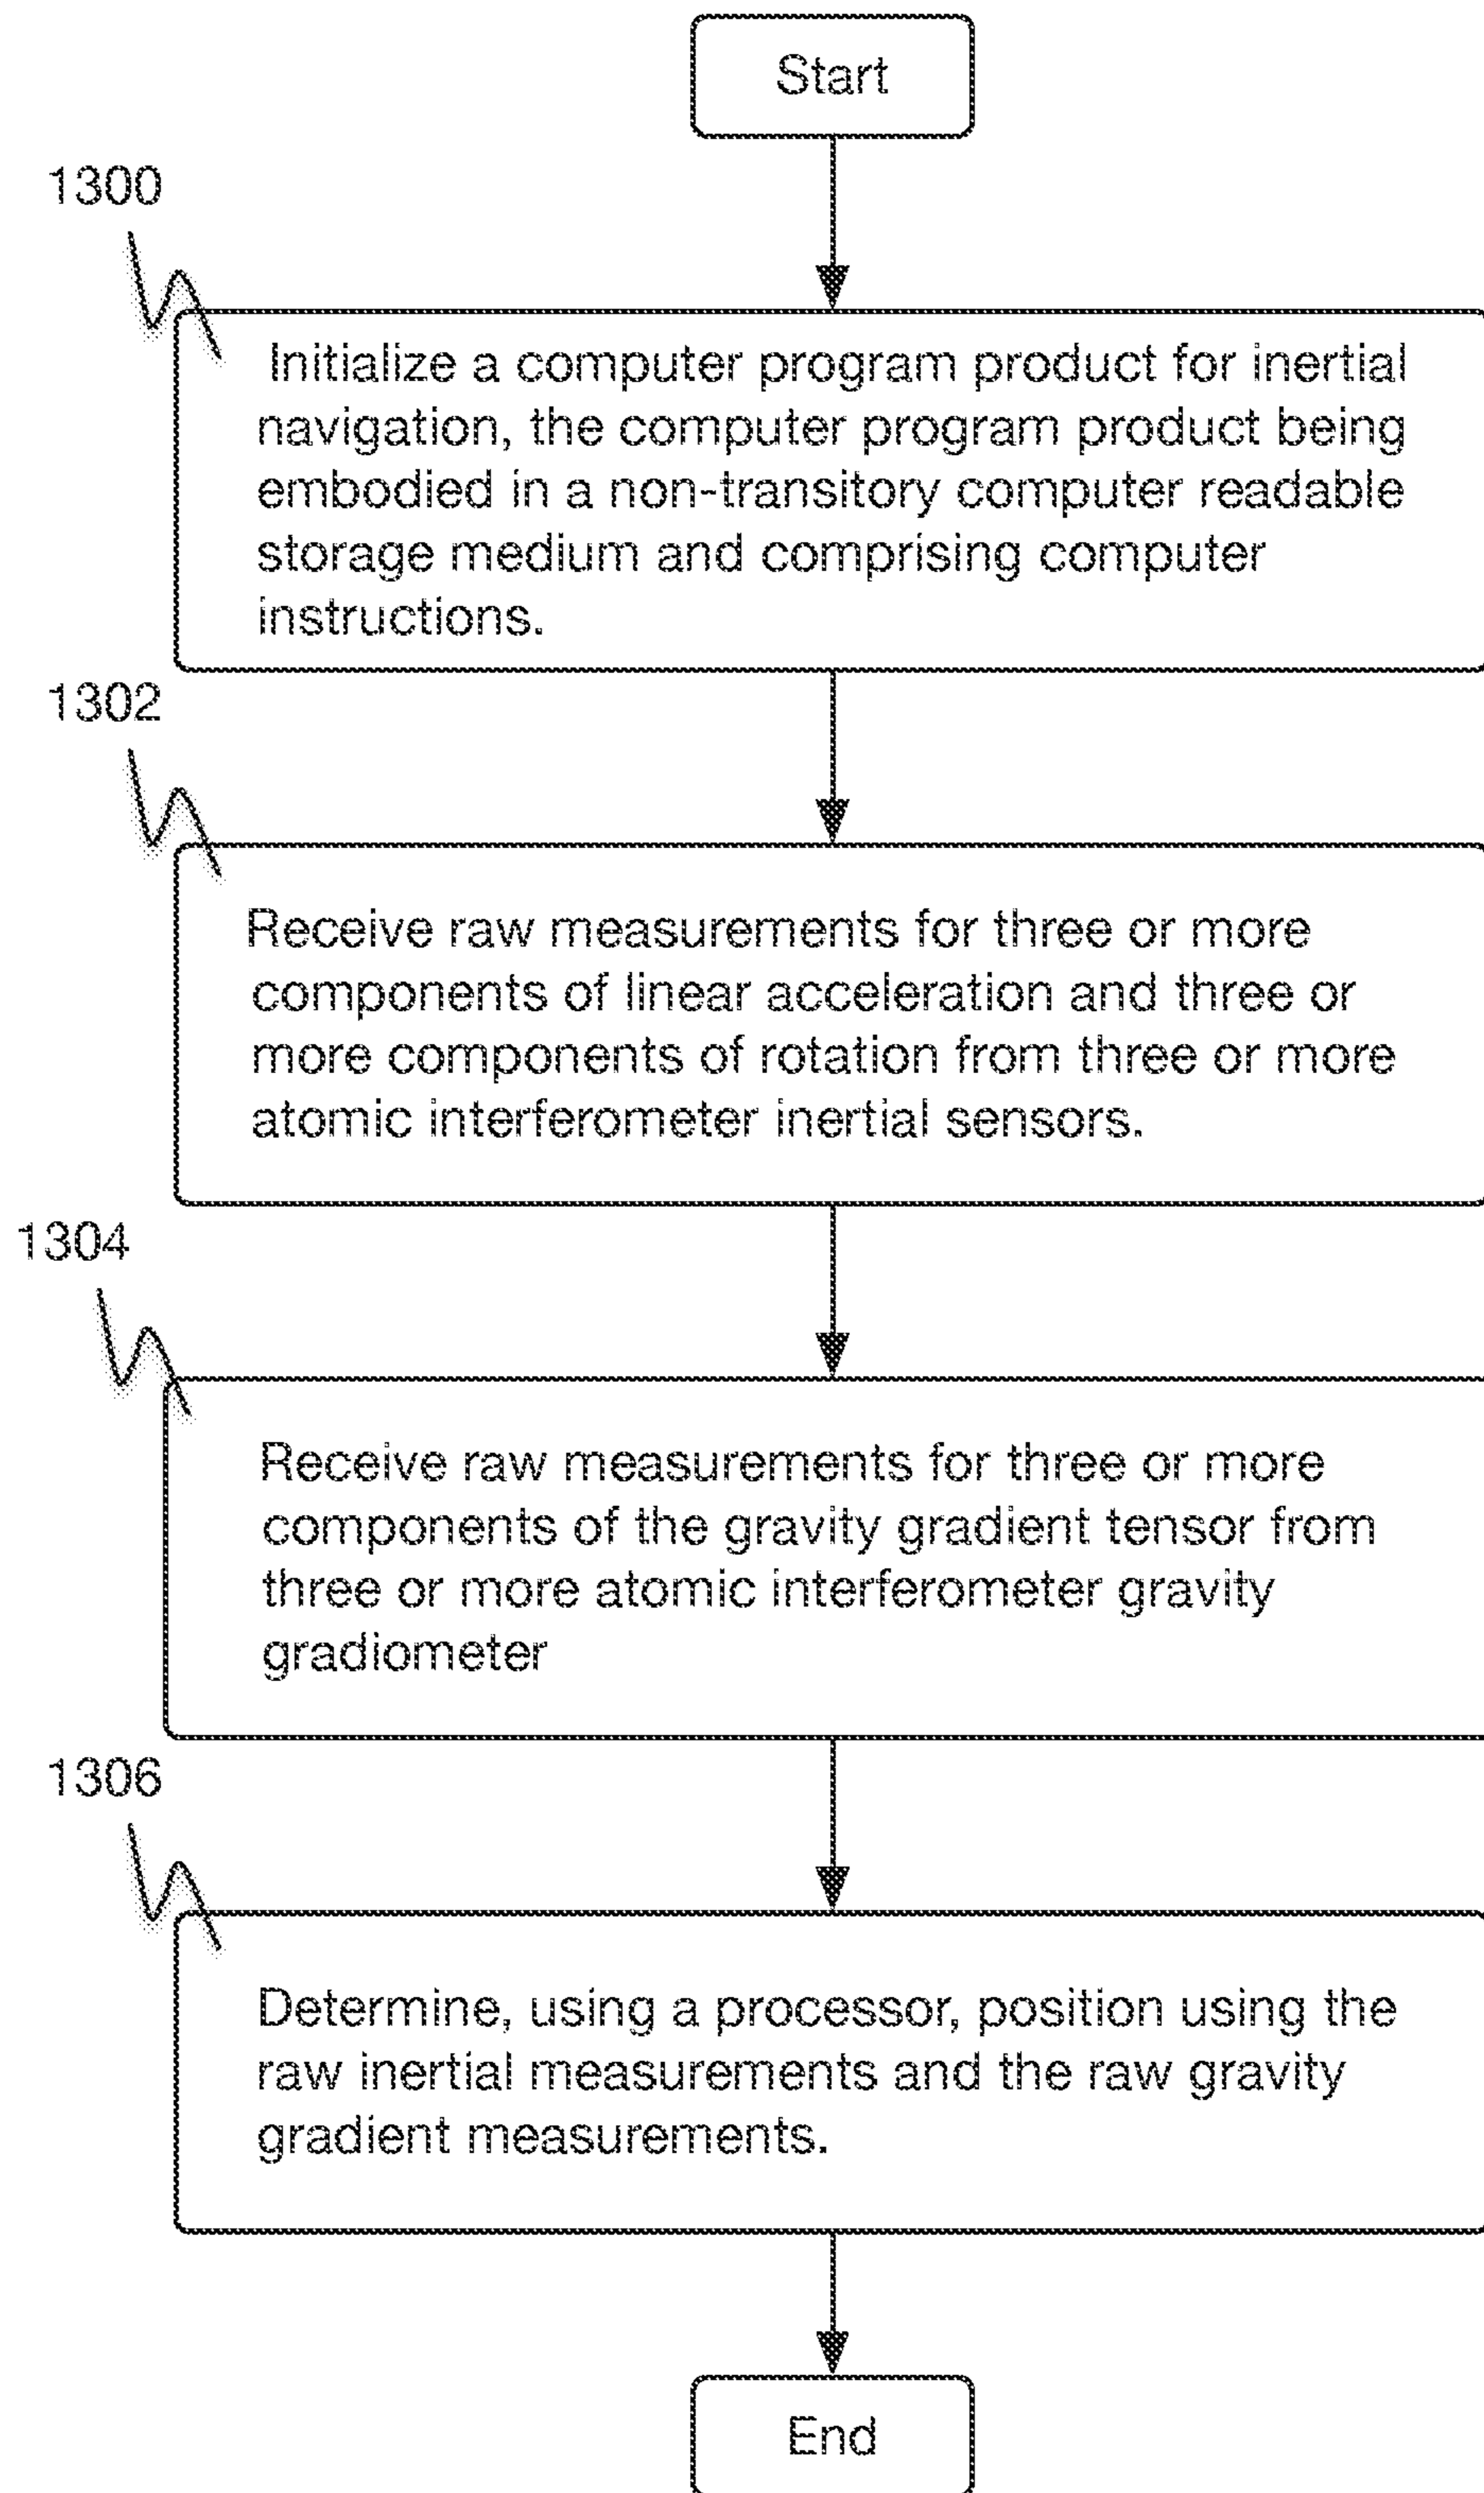 Start
1300
Initialize a computer program product for inertial
navigation, the computer program product being
embodied in a non-transitory computer readable
storage medium and comprising computer
instructions.
1302
Receive raw measurements for three or more
components of linear acceleration and three or
more components of rotation from three or more
atomic interferometer inertial sensors.
1304
Receive raw measurements for three or more
components of the gravity gradient tensor from
three or more atomic interferometer gravity
gradiometer
1306
Determine, using a processor, position using the
raw inertial measurements and the raw gravity
gradient measurements.
End